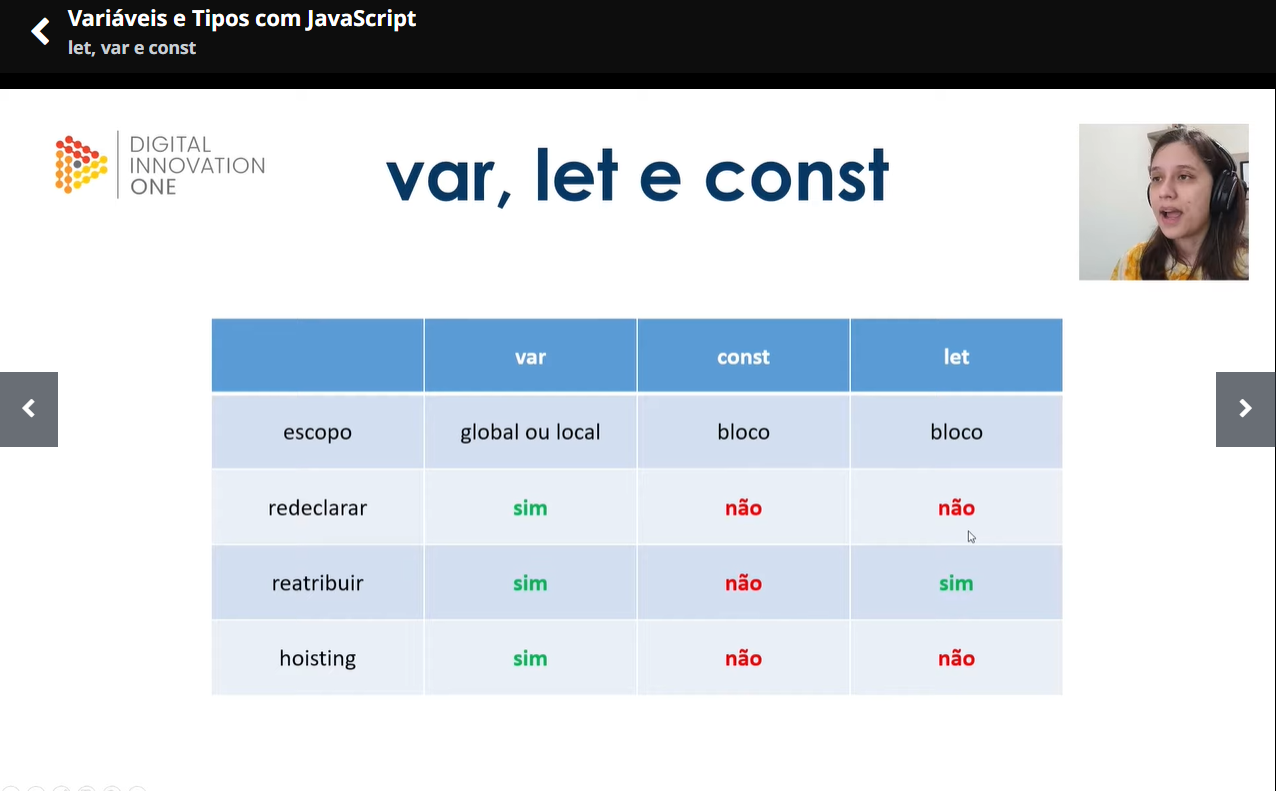 Variáveis e Tipos com JavaScript
let, var e const
DIGITAL
INNOVATION
ONE
var, let e const
var const let
escopo global ou local bloco bloco
redeclarar sim não não
reatribuir sim não sim
hoisting sim não não